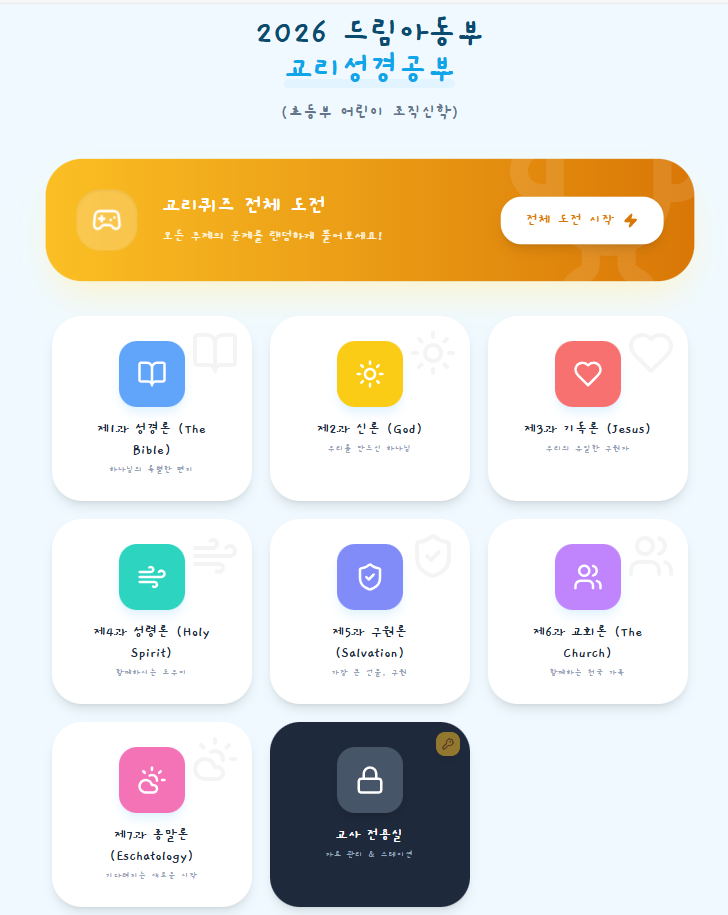 2026 드림아동부
교리성경공부
(초등부 어린이 조직신학)
교리퀴즈 전체 도전
모든 주제의 문제를 랜덤하게 풀어보세요!
전체 도전 시작
제1과 성경론 (The
Bible)
하나님의 특별한 편지
제2과 신론 (God)
우리를 만드신 하나님
제3과 기독론 (Jesus)
우리의 유일한 구원자
제4과 성령론 (Holy
Spirit)
함께하시는 도우미
제5과 구원론
(Salvation)
가장 큰 선물, 구원
제6과 교회론 (The
Church)
함께하는 천국 가족
제7과 종말론
(Eschatology)
기다려지는 새로운 시작
교사 전용실
자료 관리 & 스테이션